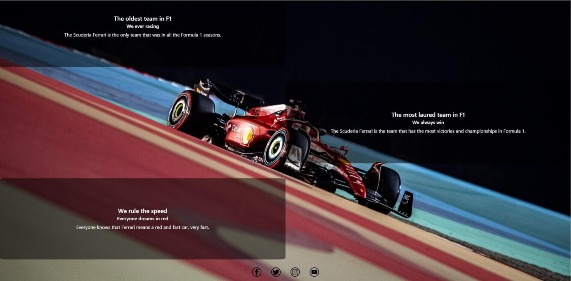 The oldest team in F1
We ever racing
The Scuderia Ferrari is the only team that was in all the Formula 1 seasons.
The most laured team in F1
We always win
The Scuderia Ferrari is the team that has the most victories and championships in Formula 1.
We rule the speed
Everyone dreams in red
Everyone knows that Ferrari means a red and fast car, very fast.